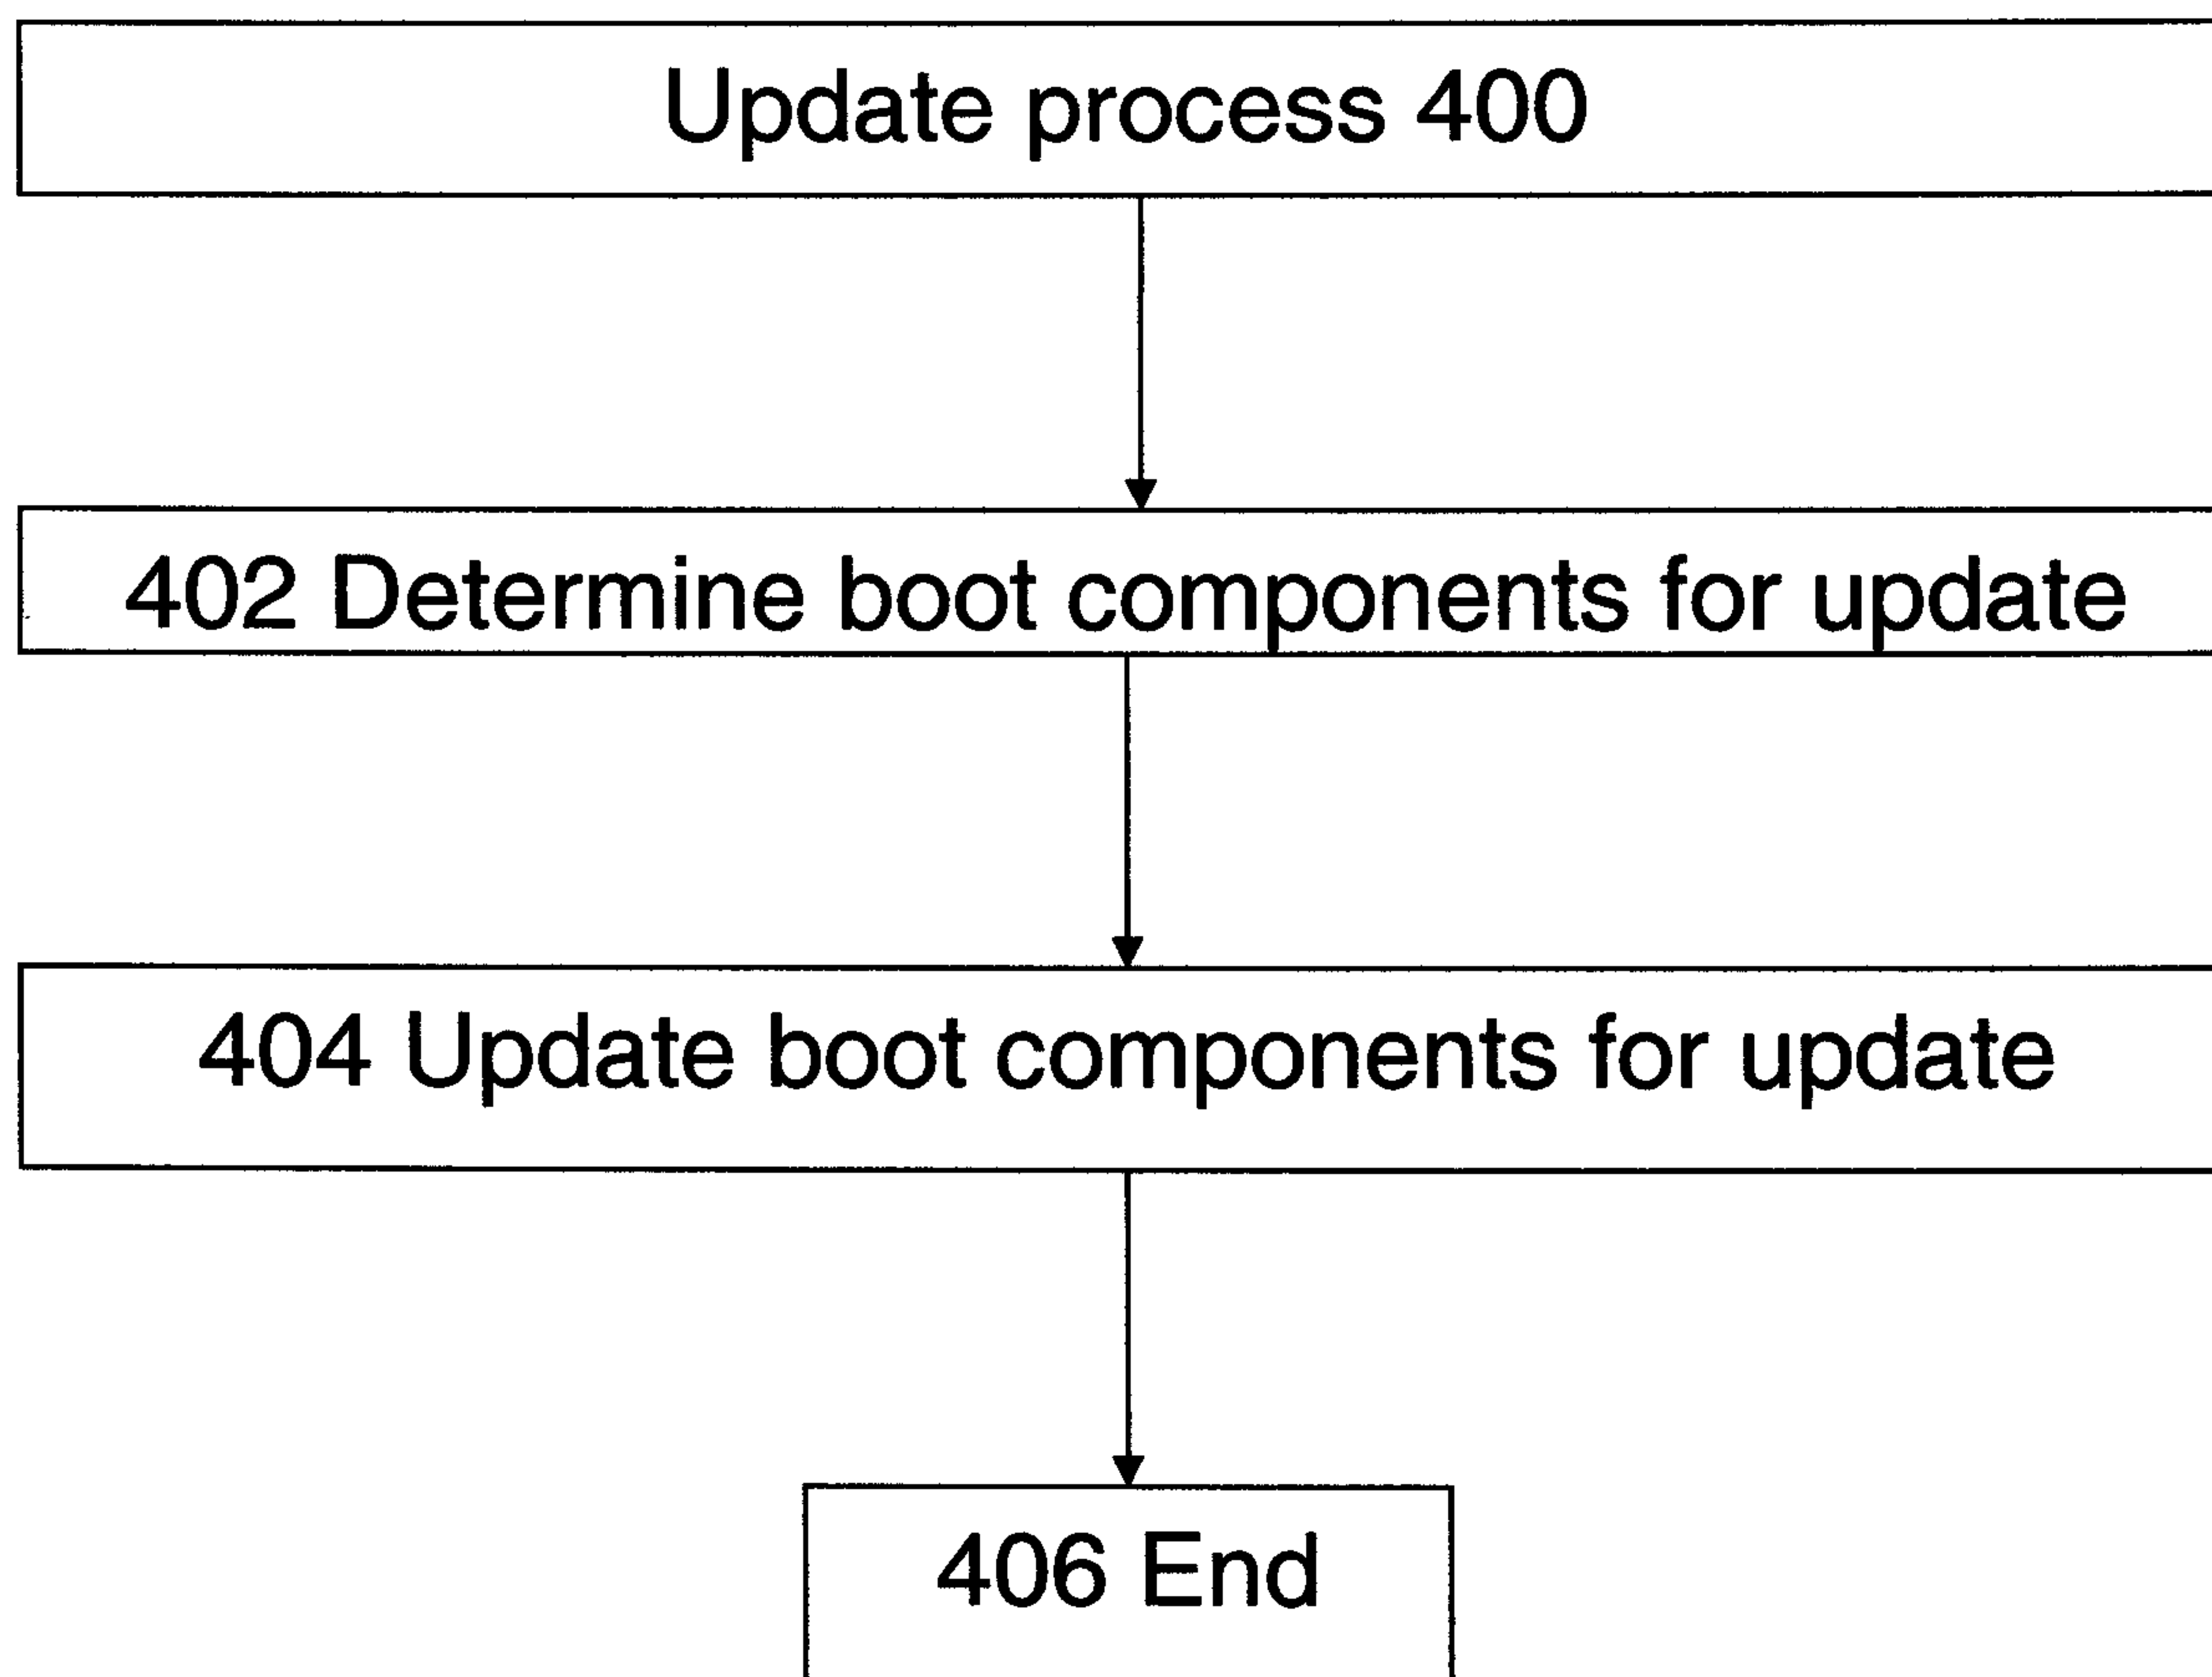 Update process 400
402 Determine boot components for update
404 Update boot components for update
406 End